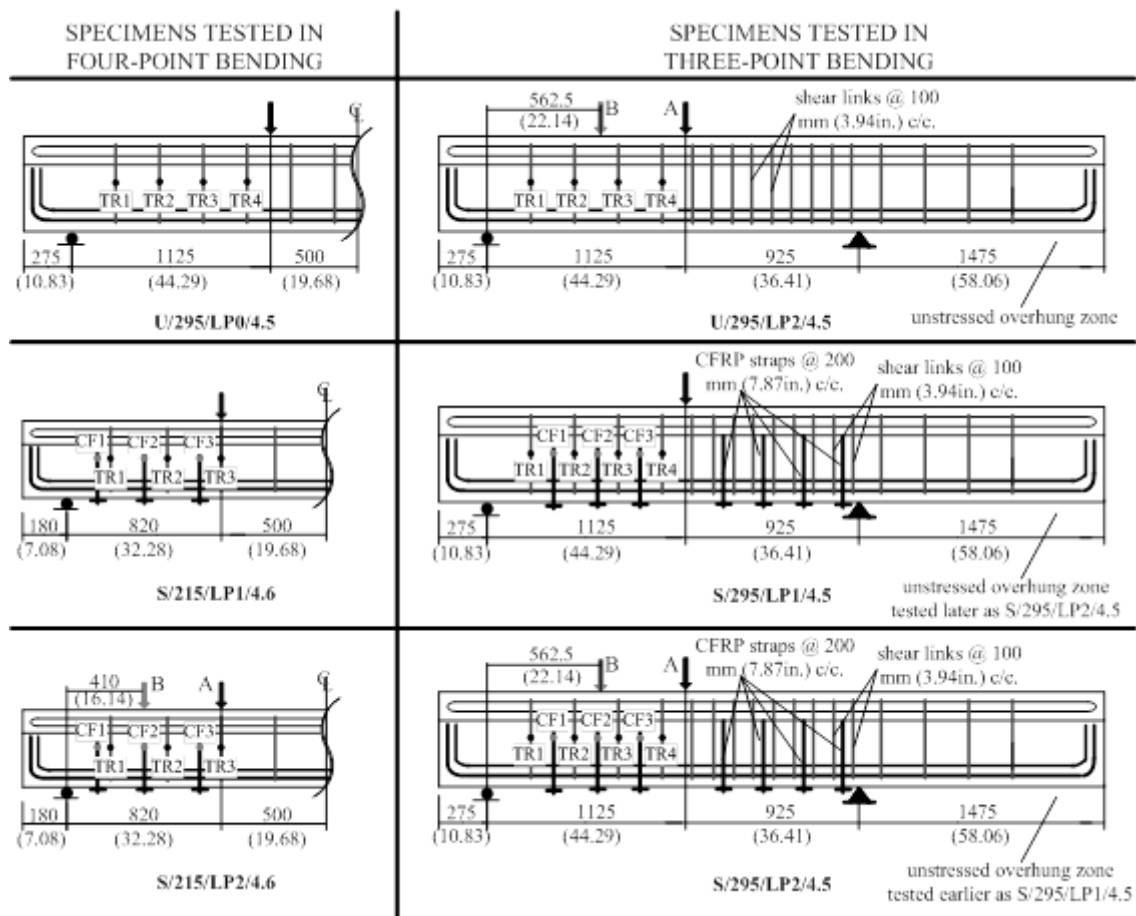 SPECIMENS TESTED IN
FOUR-POINT BENDING
SPECIMENS TESTED IN
THREE-POINT BENDING
C L
TR1 TR2 TR3 TR4
275 1125 500
(10.83) (44.29) (19.68)
U/295/LP0/4.5
562.5
(22.14)
B A
shear links @ 100
mm (3.94in.) c/c.
TR1 TR2 TR3 TR4
275 1125 925 1475
(10.83) (44.29) (36.41) (58.06)
U/295/LP2/4.5
unstressed overhung zone
C L
CF1 CF2 CF3
TR1 TR2 TR3
180 820 500
(7.08) (32.28) (19.68)
S/215/LP1/4.6
CFRP straps @ 200
mm (7.87in.) c/c.
shear links @ 100
mm (3.94in.) c/c.
CF1 CF2 CF3
TR1 TR2 TR3 TR4
275 1125 925 1475
(10.83) (44.29) (36.41) (58.06)
S/295/LP1/4.5
unstressed overhung zone
tested later as S/295/LP2/4.5
410
(16.14)
B A
C L
CF1 CF2 CF3
TR1 TR2 TR3
180 820 500
(7.08) (32.28) (19.68)
S/215/LP2/4.6
562.5
(22.14)
B A
CFRP straps @ 200
mm (7.87in.) c/c.
shear links @ 100
mm (3.94in.) c/c.
CF1 CF2 CF3
TR1 TR2 TR3 TR4
275 1125 925 1475
(10.83) (44.29) (36.41) (58.06)
S/295/LP2/4.5
unstressed overhung zone
tested earlier as S/295/LP1/4.5